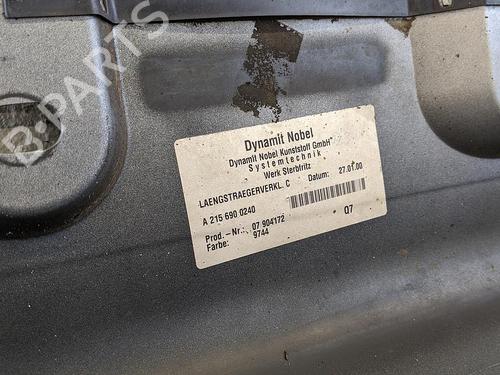 Dynamit Nobel
Dynamit Nobel Kunststoff GmbH
Systemtechnik
Werk Sterbfritz
LAENGSTRAEGERVERKL. C Datum: 27.01.00
A 215 690 0240
Prod.-Nr.: 07 904172 07
Farbe: 9744
B-PARTS